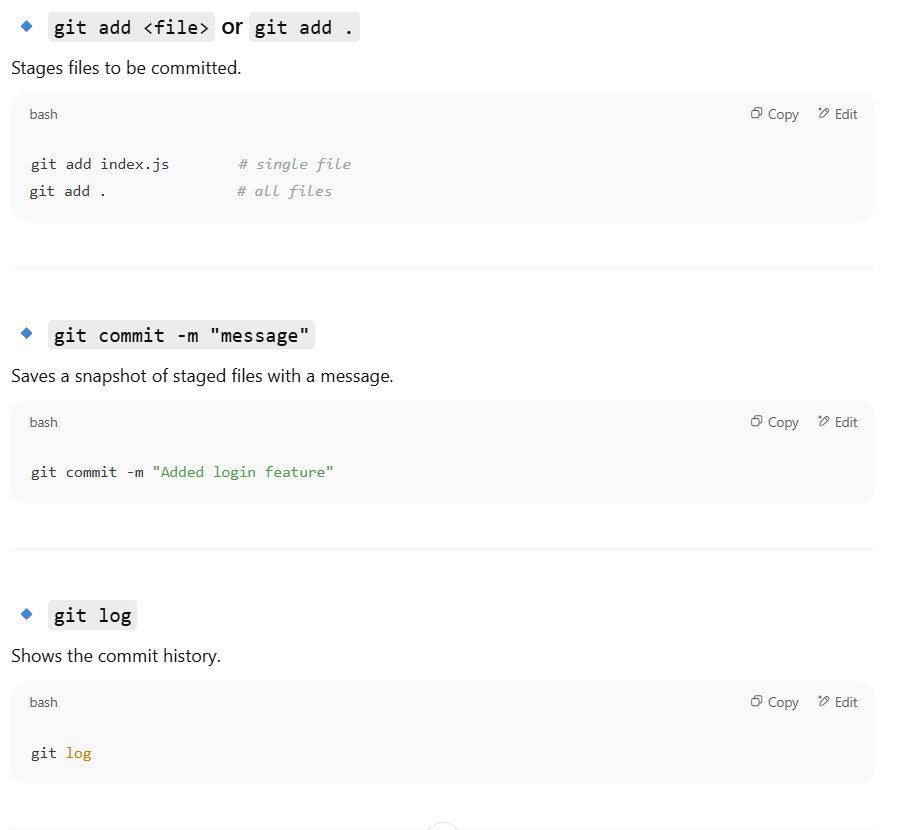 git add <file> or git add .
Stages files to be committed.
bash Copy Edit
git add index.js # single file
git add . # all files
git commit -m "message"
Saves a snapshot of staged files with a message.
bash Copy Edit
git commit -m "Added login feature"
git log
Shows the commit history.
bash Copy Edit
git log